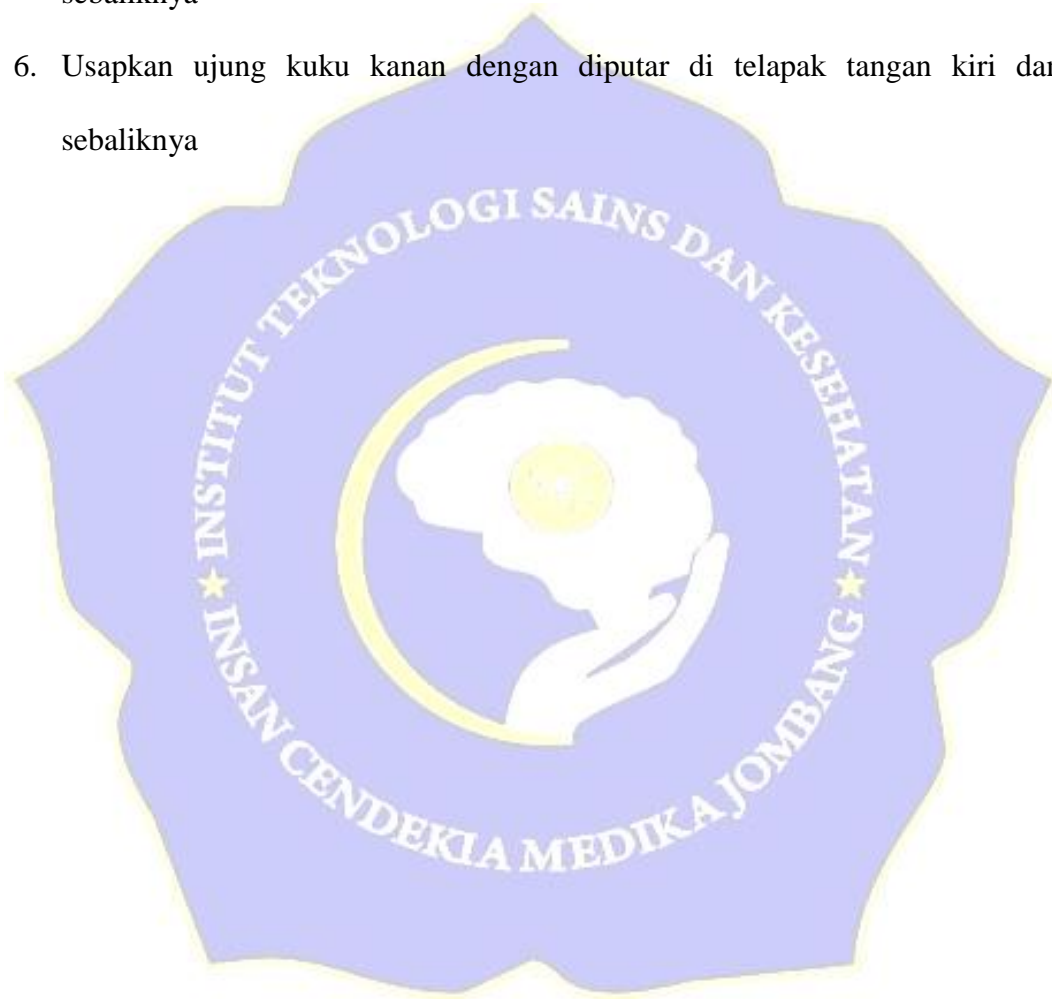 sebaliknya
6. Usapkan ujung kuku kanan dengan diputar di telapak tangan kiri dan
sebaliknya
INSTITUT TEKNOLOGI SAINS DAN KESEHATAN
★ INSAN CENDEKIA MEDIKA JOMBANG ★